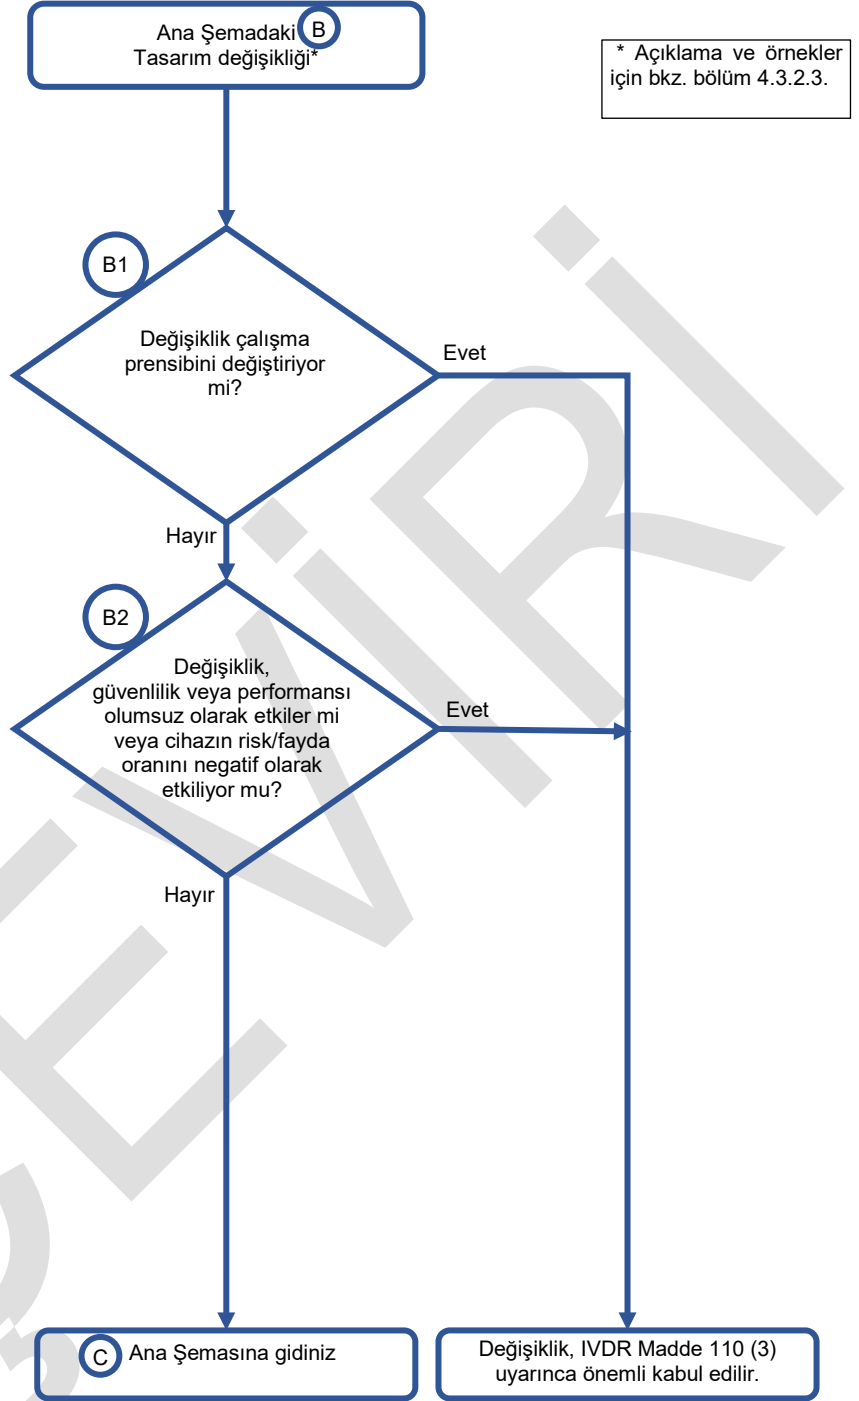 Ana Şemadaki B
Tasarım değişikliği*
* Açıklama ve örnekler
için bkz. bölüm 4.3.2.3.
B1
Değişiklik çalışma
prensibini değiştiriyor
mi?
Evet
Hayır
B2
Değişiklik,
güvenlilik veya performansı
olumsuz olarak etkiler mi
veya cihazın risk/fayda
oranını negatif olarak
etkiliyor mu?
Evet
Hayır
C Ana Şemasına gidiniz
Değişiklik, IVDR Madde 110 (3)
uyarınca önemli kabul edilir.
ÇEVİRİ